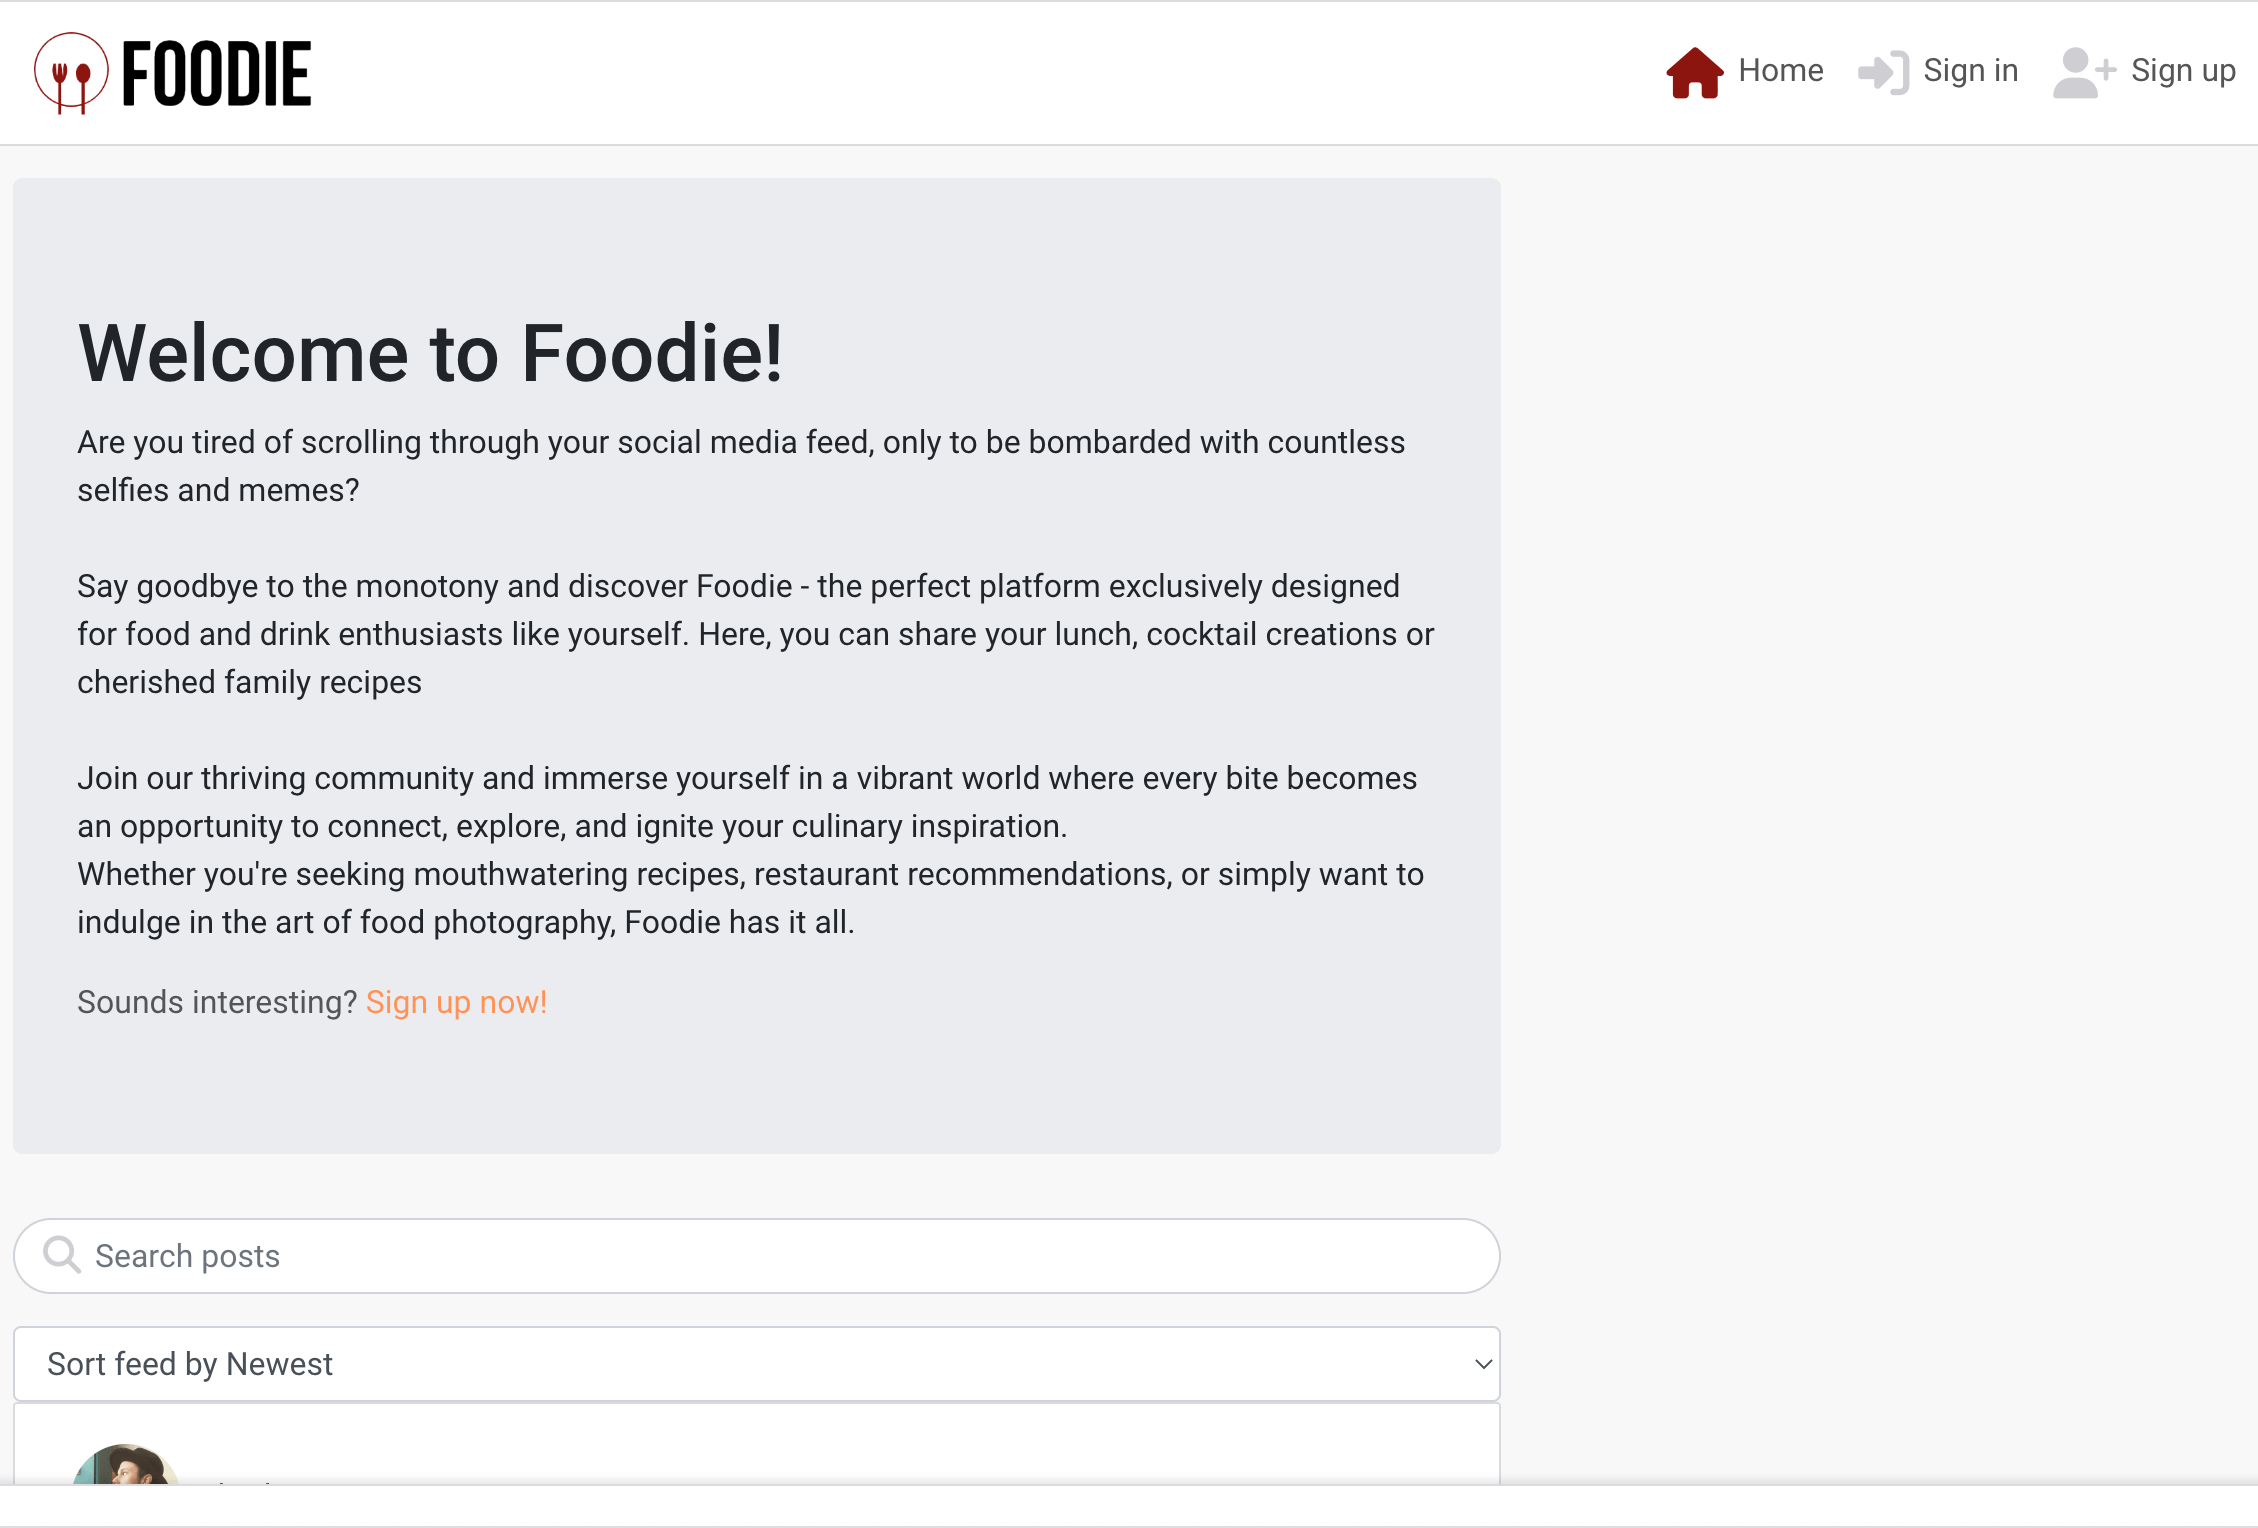 FOODIE
Home
Sign in
Sign up
Welcome to Foodie!
Are you tired of scrolling through your social media feed, only to be bombarded with countless
selfies and memes?
Say goodbye to the monotony and discover Foodie - the perfect platform exclusively designed
for food and drink enthusiasts like yourself. Here, you can share your lunch, cocktail creations or
cherished family recipes
Join our thriving community and immerse yourself in a vibrant world where every bite becomes
an opportunity to connect, explore, and ignite your culinary inspiration.
Whether you're seeking mouthwatering recipes, restaurant recommendations, or simply want to
indulge in the art of food photography, Foodie has it all.
Sounds interesting? Sign up now!
Search posts
Sort feed by Newest